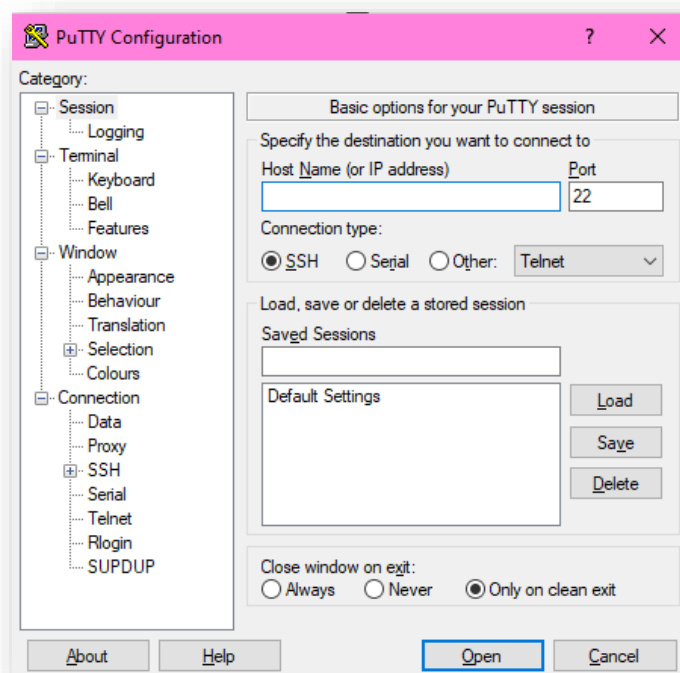 PuTTY Configuration
? ×
Category:
Session
Logging
Terminal
Keyboard
Bell
Features
Window
Appearance
Behaviour
Translation
Selection
Colours
Connection
Data
Proxy
SSH
Serial
Telnet
Rlogin
SUPDUP
Basic options for your PuTTY session
Specify the destination you want to connect to
Host Name (or IP address) Port
22
Connection type:
SSH Serial Other: Telnet
Load, save or delete a stored session
Saved Sessions
Default Settings
Load
Save
Delete
Close window on exit:
Always Never Only on clean exit
About Help Open Cancel